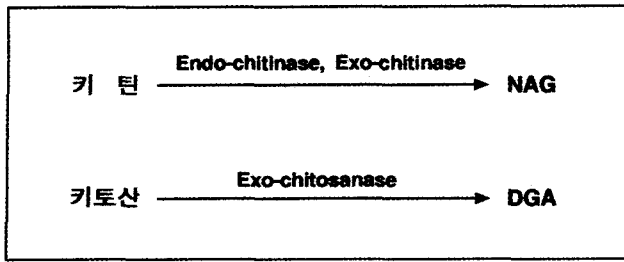 Endo-chitinase, Exo-chitinase
키 틴 NAG
Exo-chitosanase
키토산 DGA